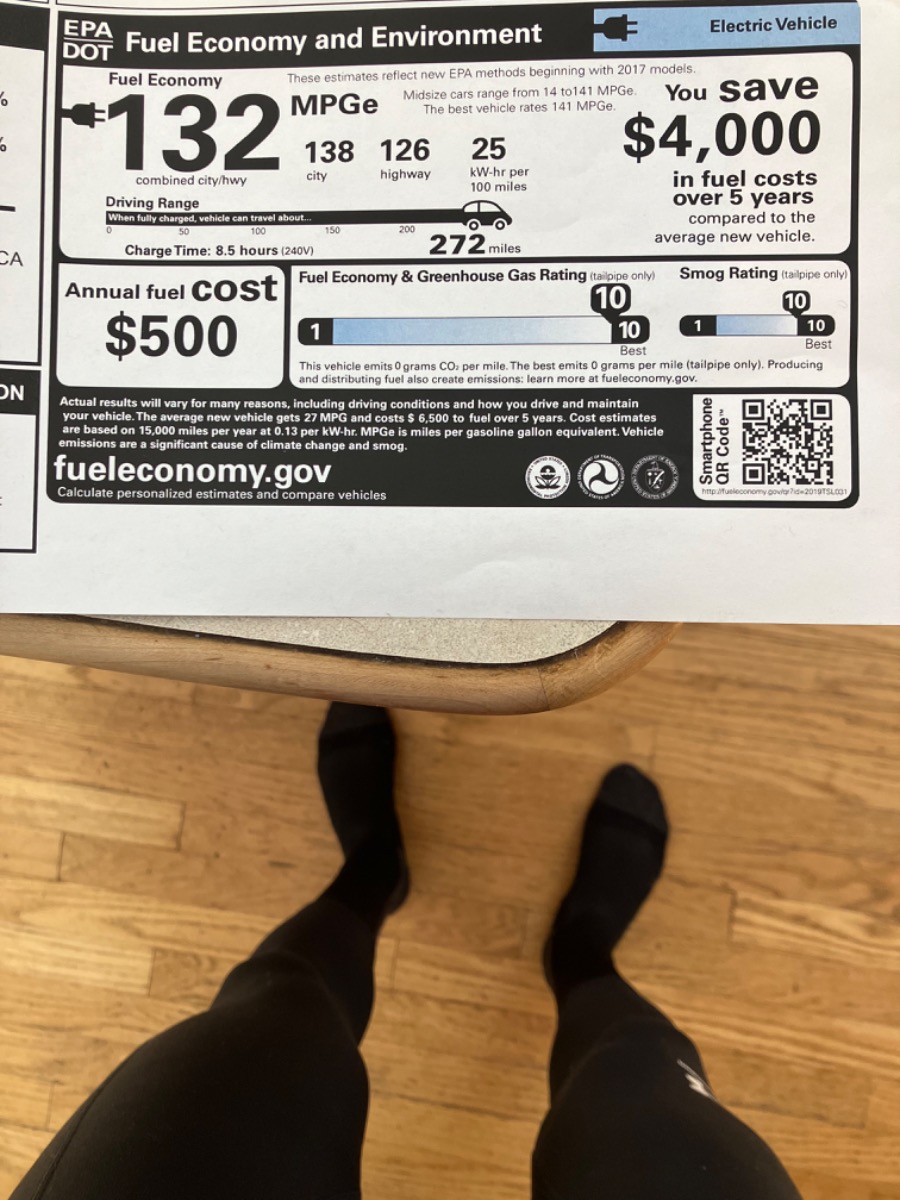 EPA
DOT
Fuel Economy and Environment
Electric Vehicle
Fuel Economy
These estimates reflect new EPA methods beginning with 2017 models.
132
MPGe
Midsize cars range from 14 to141 MPGe.
The best vehicle rates 141 MPGe.
combined city/hwy
138
city
126
highway
25
kW-hr per
100 miles
You save
$4,000
in fuel costs
over 5 years
compared to the
average new vehicle.
Driving Range
When fully charged, vehicle can travel about...
0 50 100 150 200
272 miles
Charge Time: 8.5 hours (240V)
%
%
CA
ON
Annual fuel cost
$500
Fuel Economy & Greenhouse Gas Rating (tailpipe only)
10
1
10
Best
Smog Rating (tailpipe only)
10
1
10
Best
This vehicle emits 0 grams CO₂ per mile. The best emits 0 grams per mile (tailpipe only). Producing
and distributing fuel also create emissions: learn more at fueleconomy.gov.
Actual results will vary for many reasons, including driving conditions and how you drive and maintain
your vehicle. The average new vehicle gets 27 MPG and costs $ 6,500 to fuel over 5 years. Cost estimates
are based on 15,000 miles per year at 0.13 per kW-hr. MPGe is miles per gasoline gallon equivalent. Vehicle
emissions are a significant cause of climate change and smog.
fueleconomy.gov
Calculate personalized estimates and compare vehicles
Smartphone
QR Code™
http://fueleconomy.gov/qr?id=2019TSL031